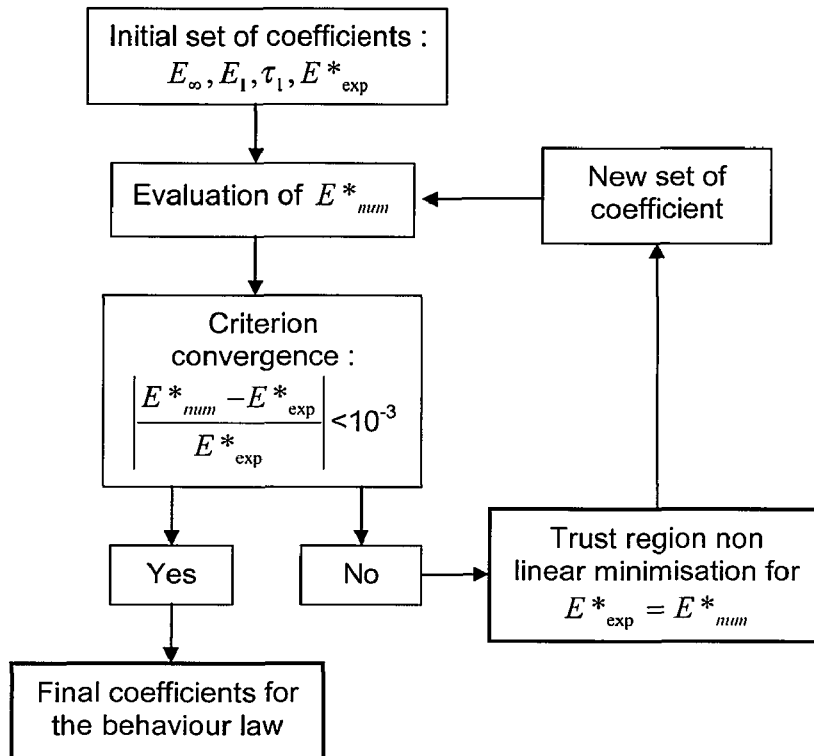 Initial set of coefficients :
E∞, E1, τ1, E*exp
Evaluation of E*num
New set of
coefficient
Criterion
convergence :
|E*num − E*exp / E*exp| <10-3
Yes
No
Trust region non
linear minimisation for
E*exp = E*num
Final coefficients for
the behaviour law